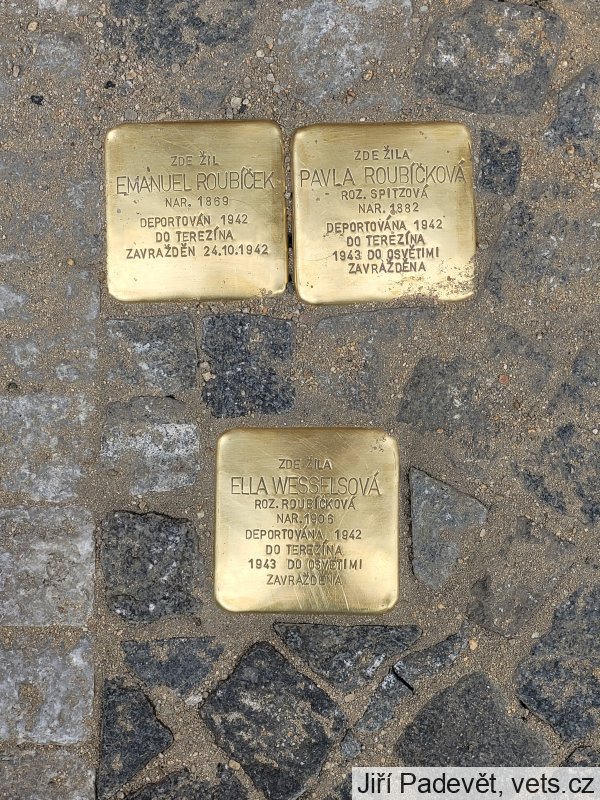 ZDE ŽIL
EMANUEL ROUBÍČEK
NAR. 1869
DEPORTOVÁN 1942
DO TEREZÍNA
ZAVRAŽDĚN 24.10.1942
ZDE ŽILA
PAVLA ROUBÍČKOVÁ
ROZ. SPITZOVÁ
NAR. 1882
DEPORTOVÁNA 1942
DO TEREZÍNA
1943 DO OSVĚTIMI
ZAVRAŽDĚNA
ZDE ŽILA
ELLA WESSELSOVÁ
ROZ. ROUBÍČKOVÁ
NAR. 1906
DEPORTOVÁNA 1942
DO TEREZÍNA
1943 DO OSVĚTIMI
ZAVRAŽDĚNA
Jiří Padevět, vets.cz